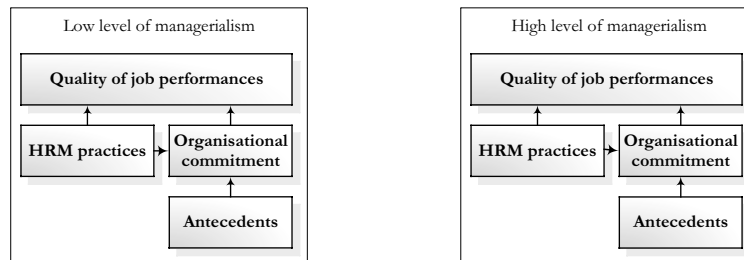 Low level of managerialism
Quality of job performances
HRM practices
Organisational
commitment
Antecedents
High level of managerialism
Quality of job performances
HRM practices
Organisational
commitment
Antecedents